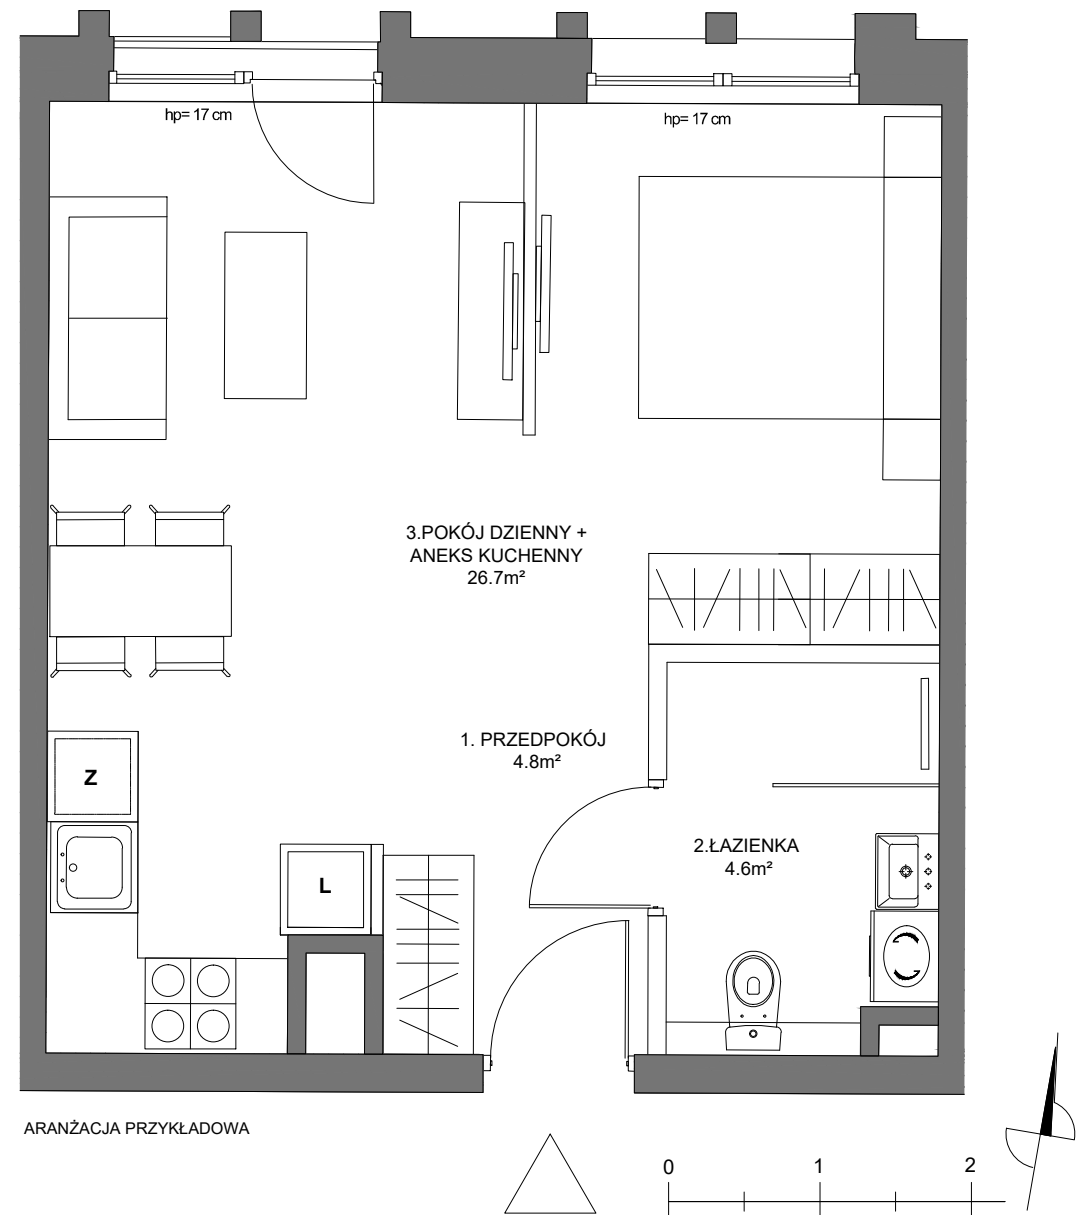 hp= 17 cm
hp= 17 cm
3.POKÓJ DZIENNY +
ANEKS KUCHENNY
26.7m²
1. PRZEDPOKÓJ
4.8m²
Z
2.ŁAZIENKA
4.6m²
L
ARANŻACJA PRZYKŁADOWA
0 1 2